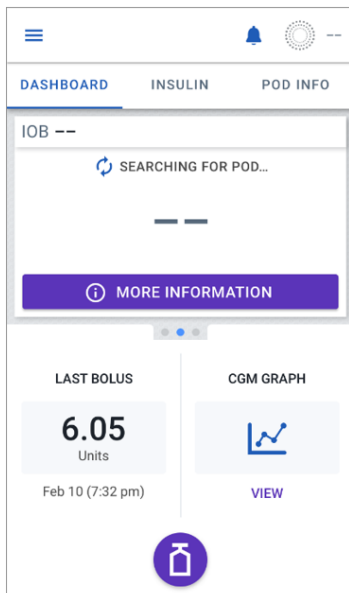 --
DASHBOARD INSULIN POD INFO
IOB --
SEARCHING FOR POD...
--
MORE INFORMATION
LAST BOLUS
6.05
Units
Feb 10 (7:32 pm)
CGM GRAPH
VIEW